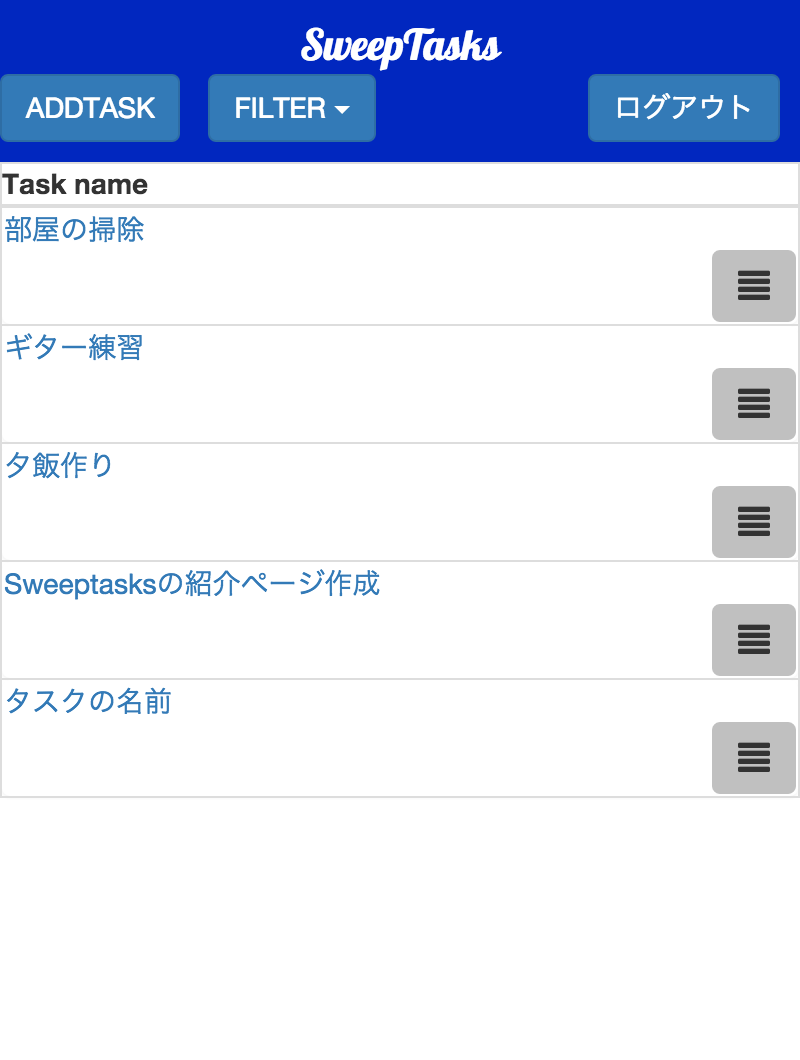 SweepTasks
ADDTASK FILTER ログアウト
Task name
部屋の掃除
ギター練習
夕飯作り
Sweeptasksの紹介ページ作成
タスクの名前